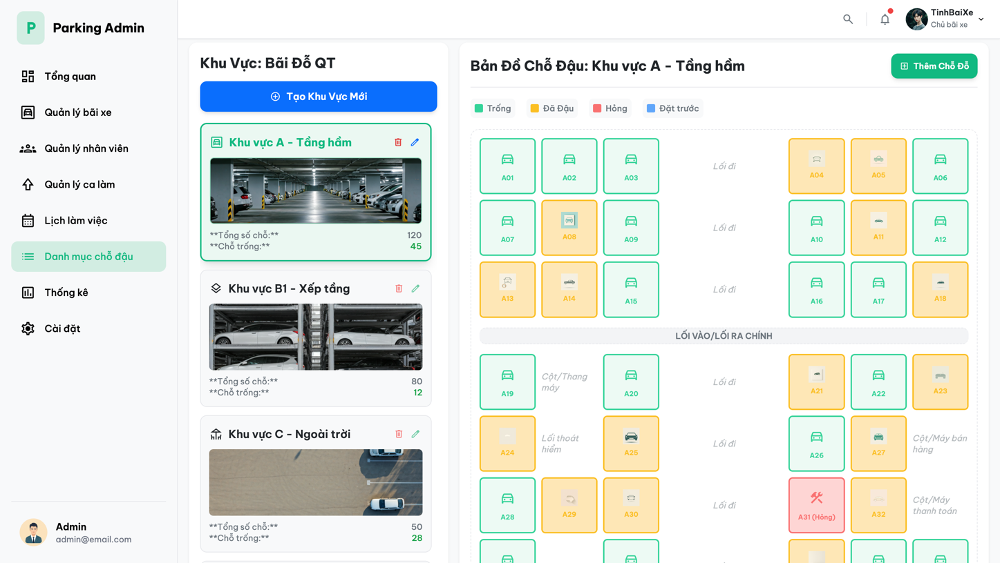 P
Parking Admin
Tổng quan
Quản lý bãi xe
Quản lý nhân viên
Quản lý ca làm
Lịch làm việc
Danh mục chỗ đậu
Thống kê
Cài đặt
Admin
admin@email.com
TinhBaiXe
Chủ bãi xe
Khu Vực: Bãi Đỗ QT
Tạo Khu Vực Mới
Khu vực A - Tầng hầm
**Tổng số chỗ:** 120
**Chỗ trống:** 45
Khu vực B1 - Xếp tầng
**Tổng số chỗ:** 80
**Chỗ trống:** 12
Khu vực C - Ngoài trời
**Tổng số chỗ:** 50
**Chỗ trống:** 28
Bản Đồ Chỗ Đậu: Khu vực A - Tầng hầm
Thêm Chỗ Đỗ
Trống Đã Đậu Hỏng Đặt trước
A01 A02 A03 Lối đi A04 A05 A06
A07 A08 A09 Lối đi A10 A11 A12
A13 A14 A15 Lối đi A16 A17 A18
LỐI VÀO/LỐI RA CHÍNH
A19 Cột/Thang
máy A20 Lối đi A21 A22 A23
A24 Lối thoát
hiểm A25 Lối đi A26 A27 Cột/Máy bán
hàng
A28 A29 A30 Lối đi A31 (Hỏng) A32 Cột/Máy
thanh toán